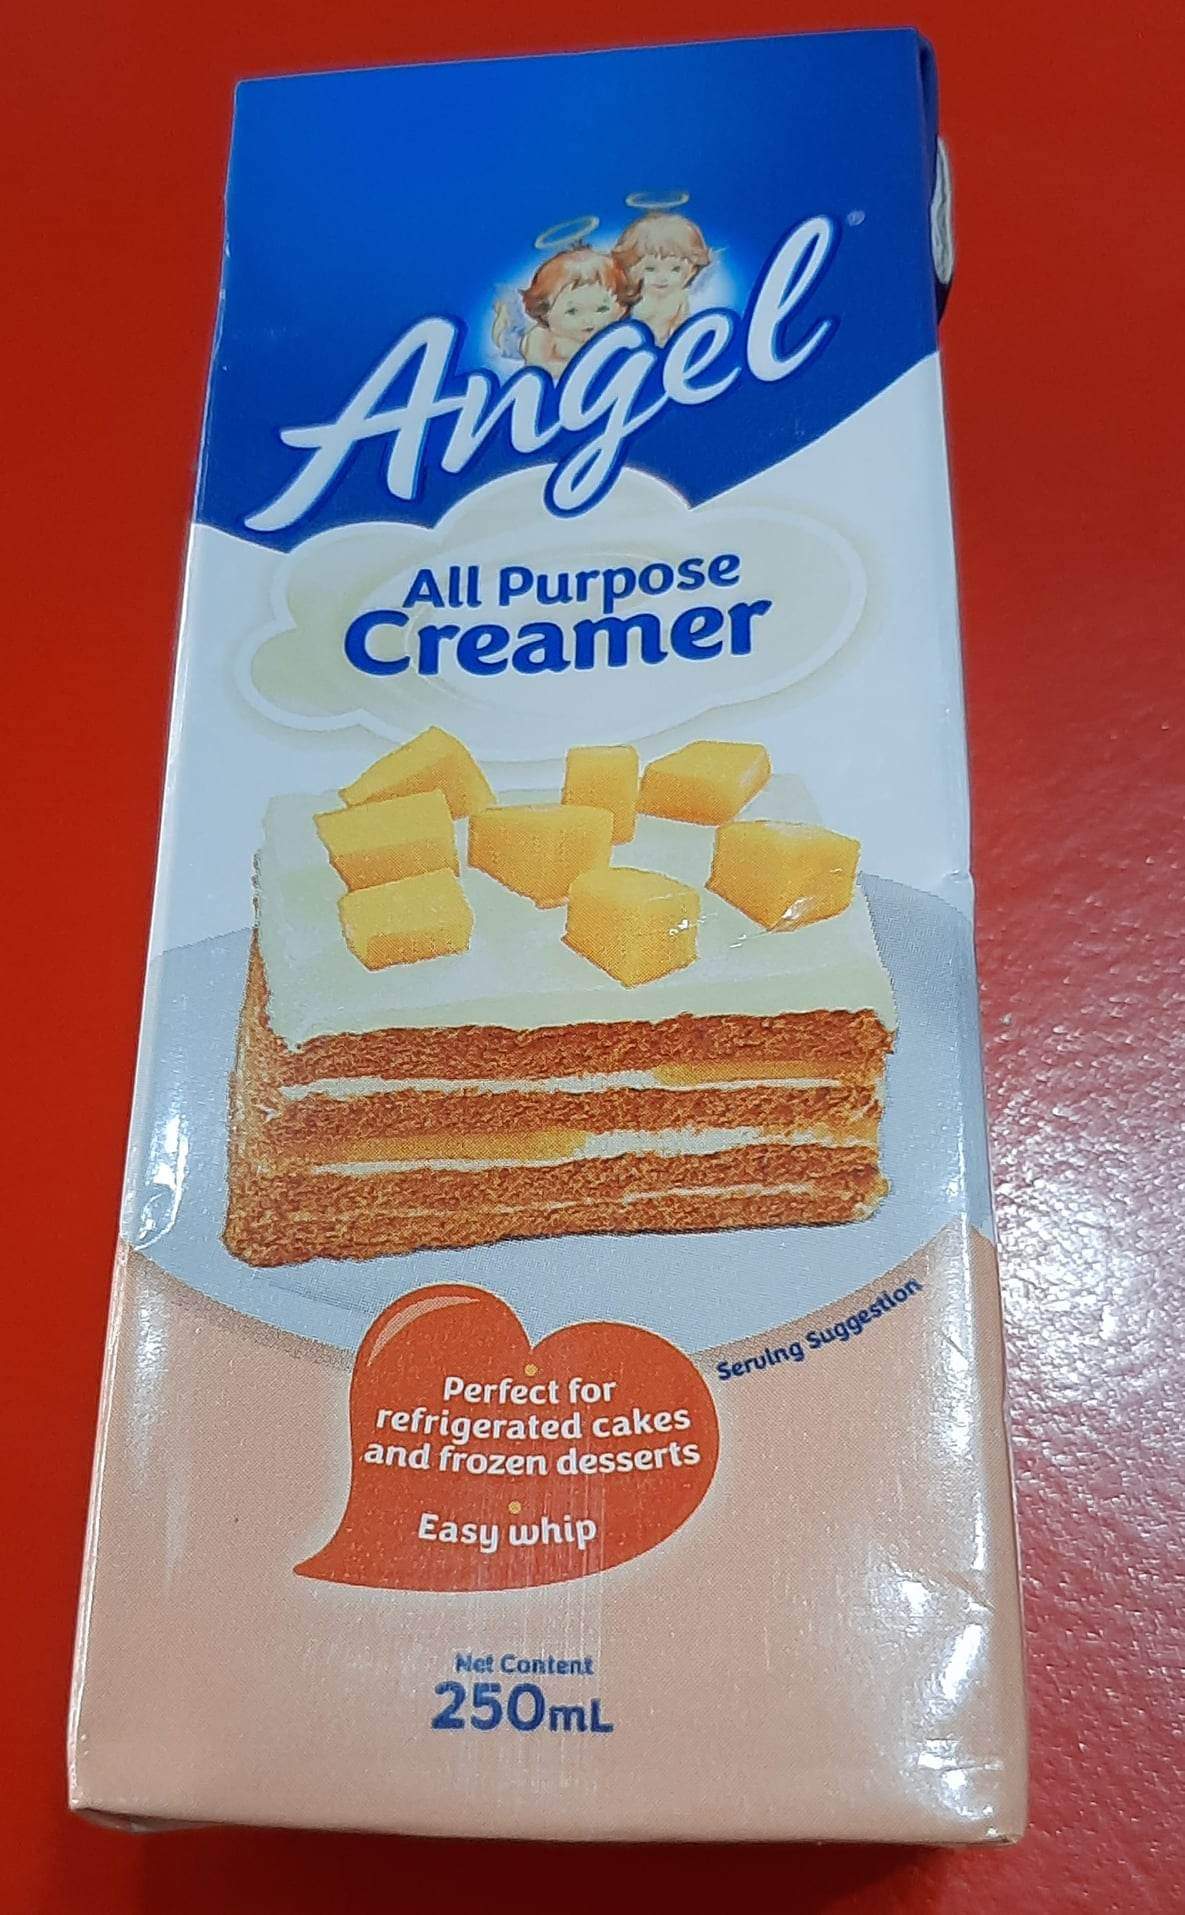 Angel®
All Purpose
Creamer
Serving Suggestion
Perfect for
refrigerated cakes
and frozen desserts
Easy whip
Net Content
250mL